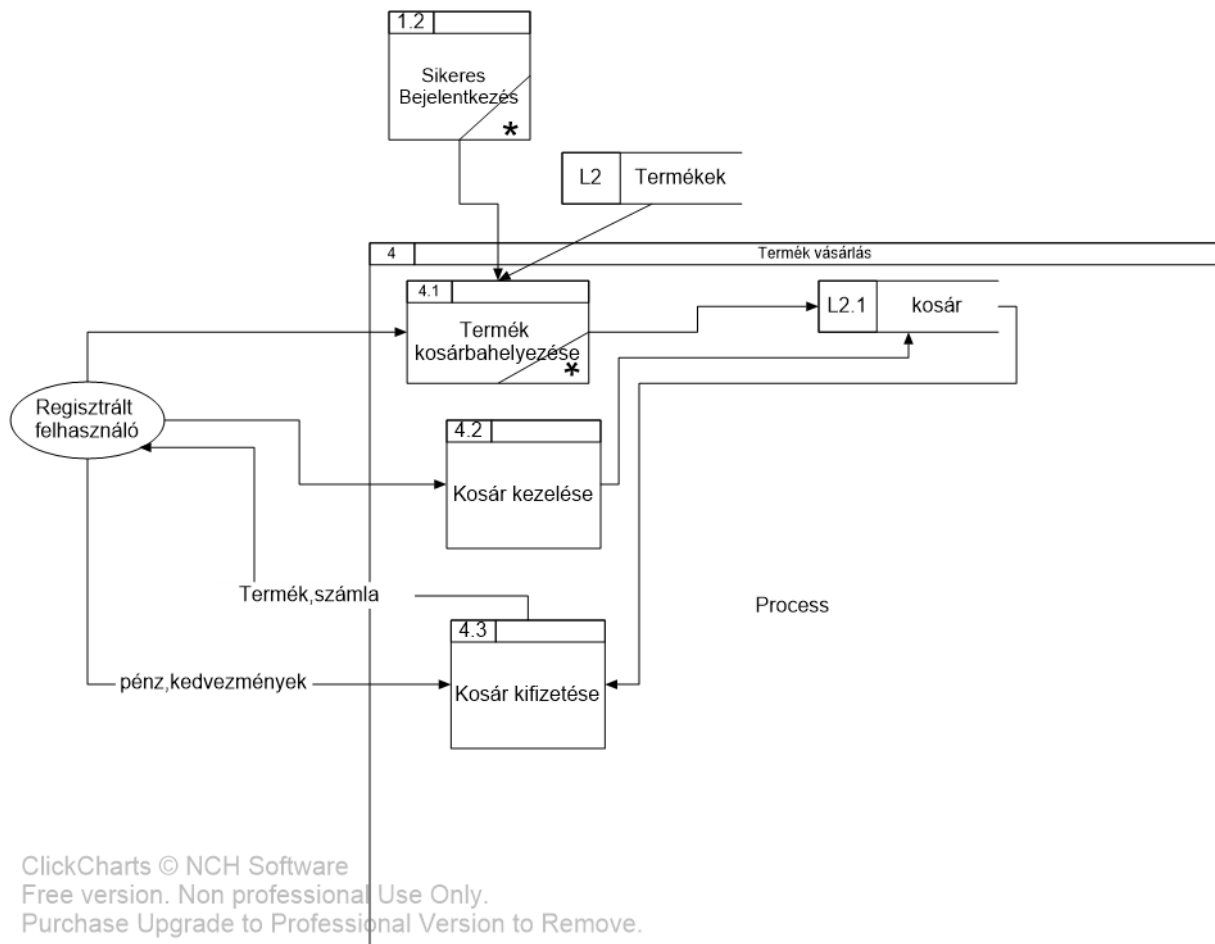 1.2
Sikeres
Bejelentkezés
*
L2
Termékek
4
Termék vásárlás
4.1
Termék
kosárbahelyezése
*
L2.1
kosár
Regisztrált
felhasználó
4.2
Kosár kezelése
Termék,számla
Process
4.3
pénz,kedvezmények
Kosár kifizetése
ClickCharts © NCH Software
Free version. Non professional Use Only.
Purchase Upgrade to Professional Version to Remove.